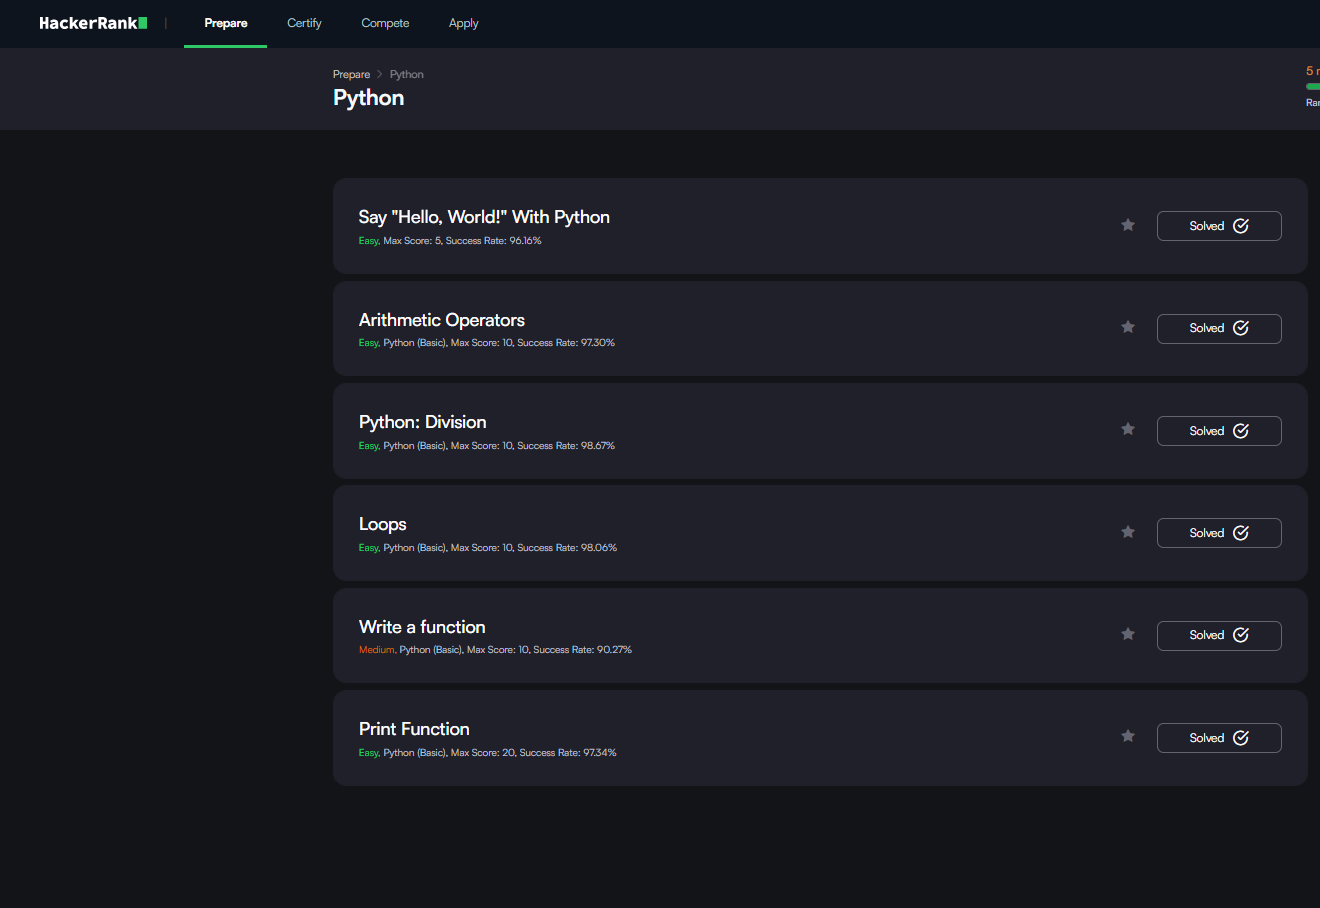 HackerRank | Prepare Certify Compete Apply
Prepare > Python
Python
5
Say "Hello, World!" With Python
Easy, Max Score: 5, Success Rate: 96.16%
Solved
Arithmetic Operators
Easy, Python (Basic), Max Score: 10, Success Rate: 97.30%
Solved
Python: Division
Easy, Python (Basic), Max Score: 10, Success Rate: 98.67%
Solved
Loops
Easy, Python (Basic), Max Score: 10, Success Rate: 98.06%
Solved
Write a function
Medium, Python (Basic), Max Score: 10, Success Rate: 90.27%
Solved
Print Function
Easy, Python (Basic), Max Score: 20, Success Rate: 97.34%
Solved